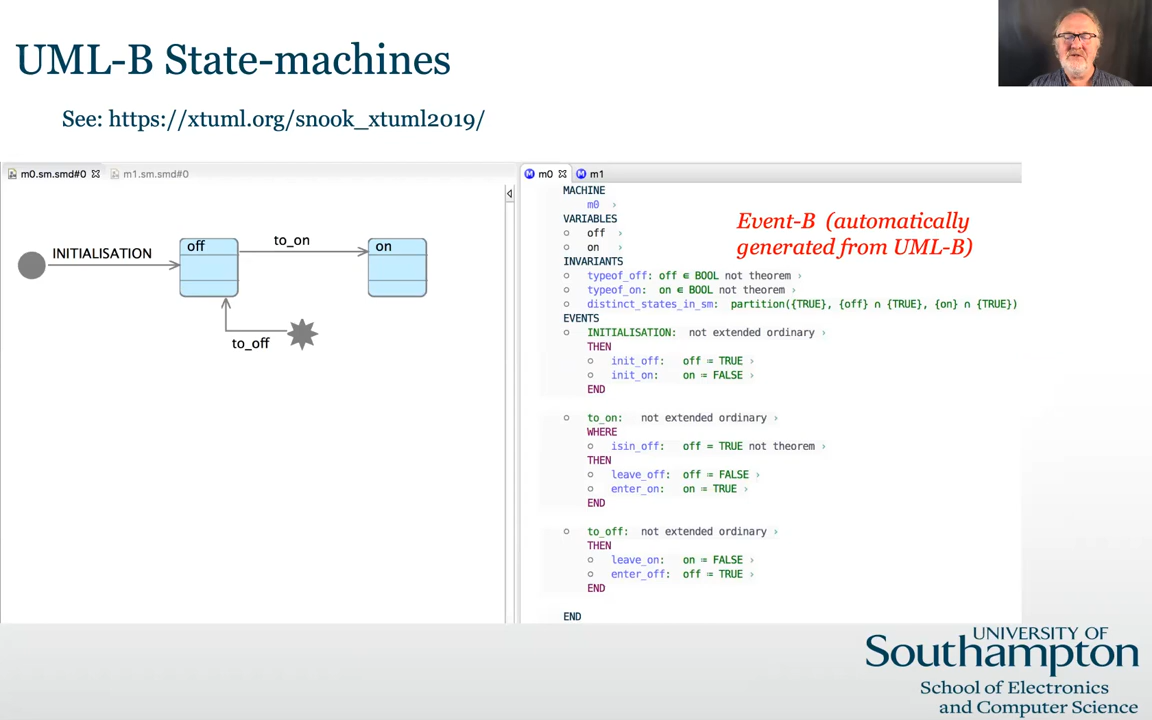 UML-B State-machines
See: https://xtuml.org/snook_xtuml2019/
m0.sm.smd#0
m1.sm.smd#0
INITIALISATION
off
to_on
on
to_off
m0
m1
MACHINE
m0
VARIABLES
off
on
INVARIANTS
typeof_off: off ∈ BOOL not theorem ›
typeof_on: on ∈ BOOL not theorem ›
distinct_states_in_sm: partition({TRUE}, {off} ∩ {TRUE}, {on} ∩ {TRUE})
EVENTS
INITIALISATION: not extended ordinary ›
THEN
init_off: off ≔ TRUE ›
init_on: on ≔ FALSE ›
END
to_on: not extended ordinary ›
WHERE
isin_off: off = TRUE not theorem ›
THEN
leave_off: off ≔ FALSE ›
enter_on: on ≔ TRUE ›
END
to_off: not extended ordinary ›
THEN
leave_on: on ≔ FALSE ›
enter_off: off ≔ TRUE ›
END
END
Event-B (automatically
generated from UML-B)
UNIVERSITY OF
Southampton
School of Electronics
and Computer Science